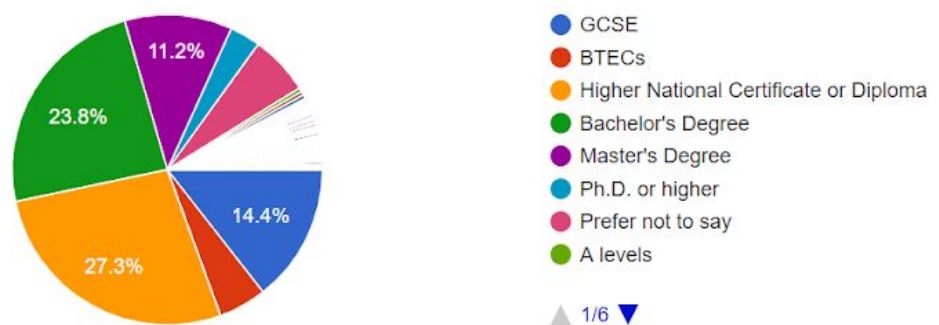 11.2%
23.8%
14.4%
27.3%
GCSE
BTECs
Higher National Certificate or Diploma
Bachelor's Degree
Master's Degree
Ph.D. or higher
Prefer not to say
A levels
1/6